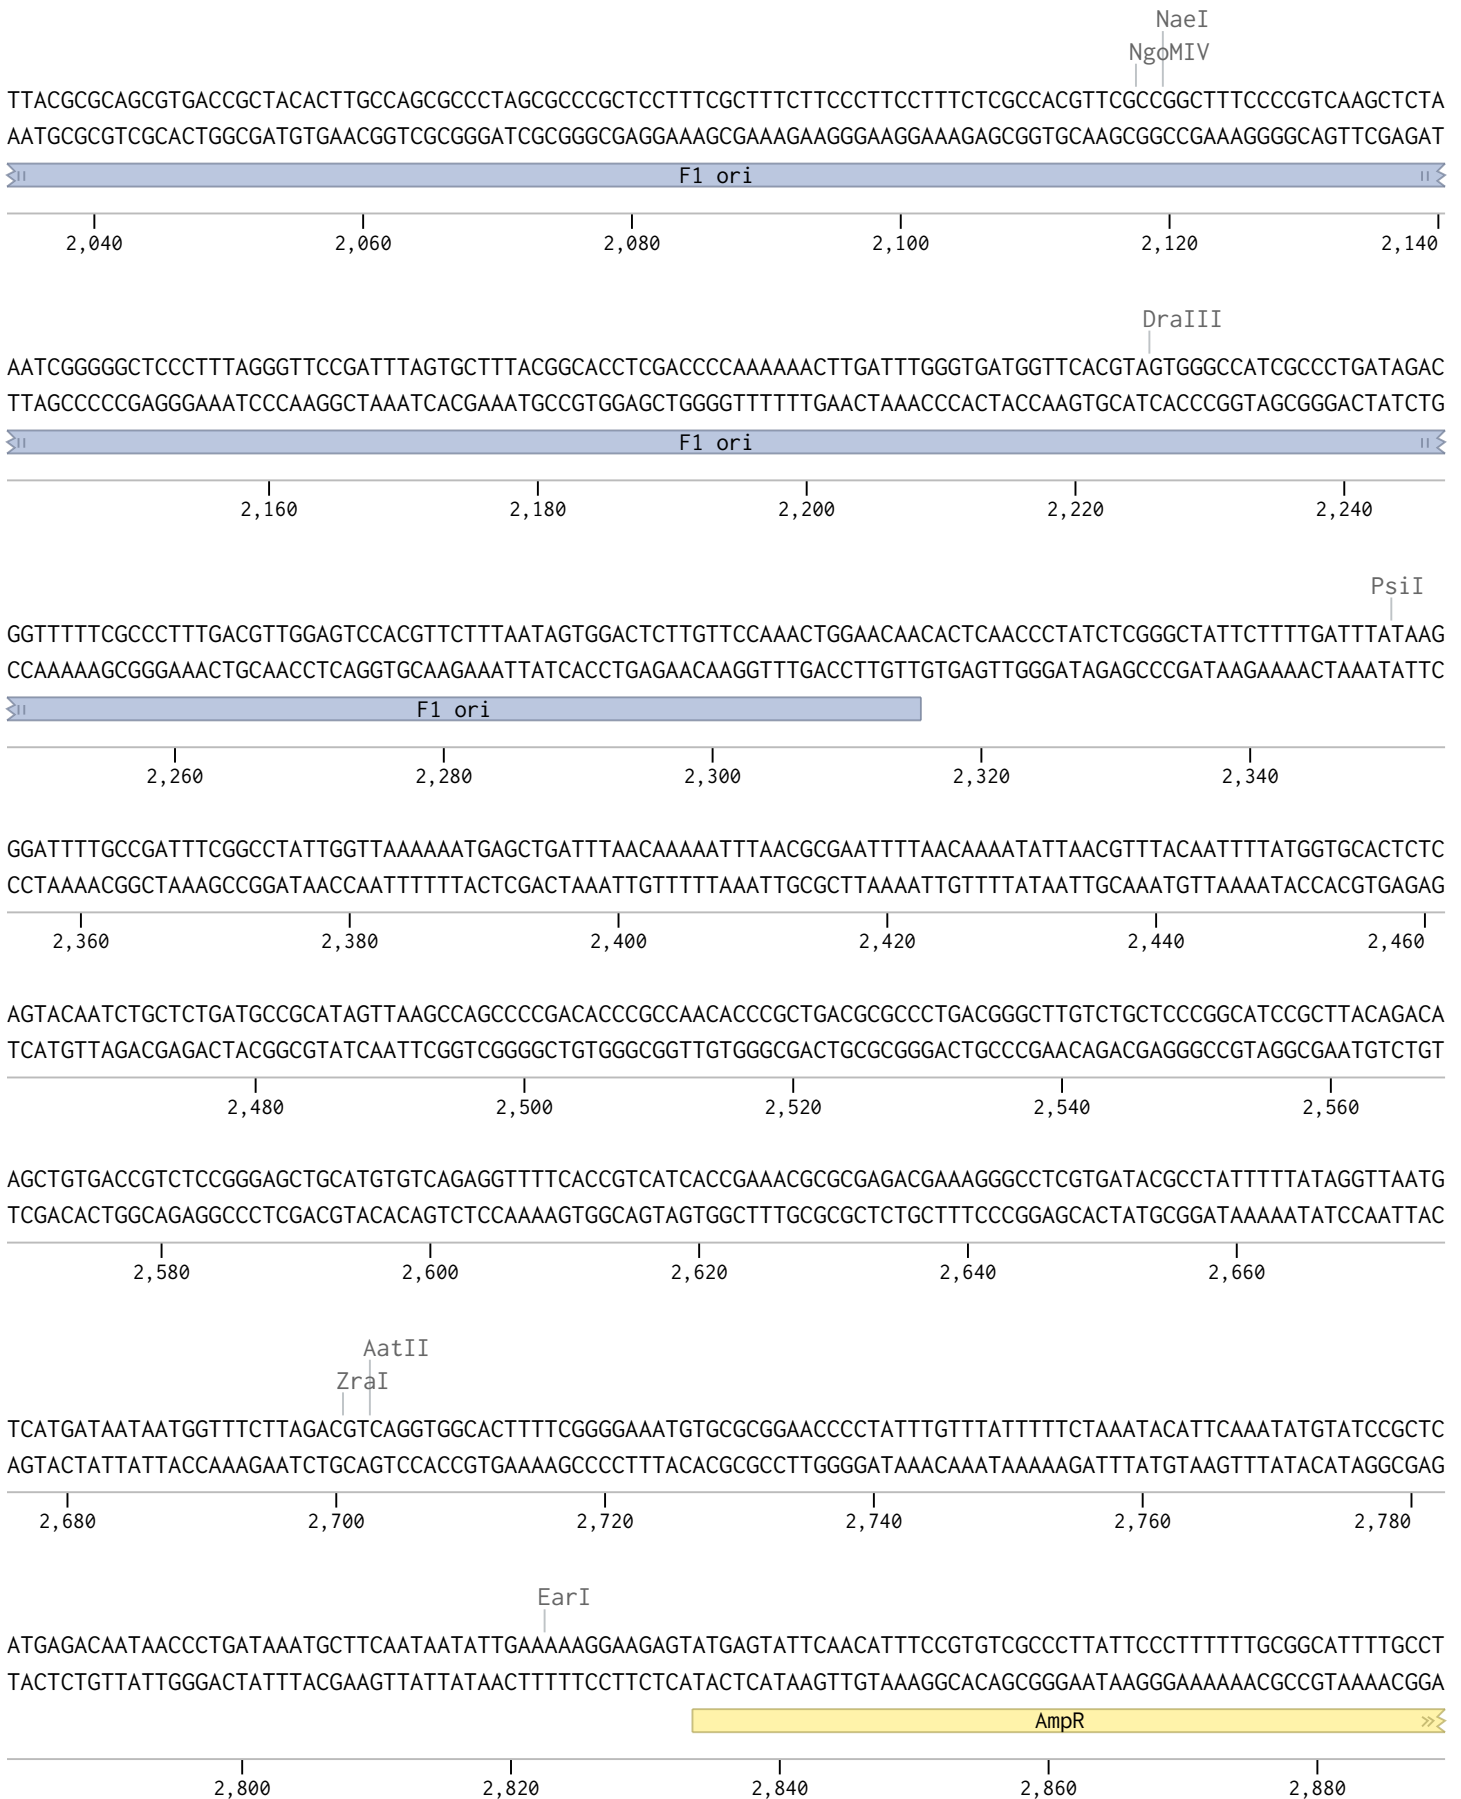 NaeI
NgoMIV
TTACGCGCAGCGTGACCGCTACACTTGCCAGCGCCCTAGCGCCCGCTCCTTTCGCTTTCTTCCCTTCCTTTCTCGCCACGTTCGCCGGCTTTCCCCGTCAAGCTCTA
AATGCGCGTCGCACTGGCGATGTGAACGGTCGCGGGATCGCGGGCGAGGAAAGCGAAAGAAGGGAAGGAAAGAGCGGTGCAAGCGGCCGAAAGGGGCAGTTCGAGAT
F1 ori
2,040 2,060 2,080 2,100 2,120 2,140
DraIII
AATCGGGGGCTCCCTTTAGGGTTCCGATTTAGTGCTTTACGGCACCTCGACCCCAAAAAACTTGATTTGGGTGATGGTTCACGTAGTGGGCCATCGCCCTGATAGAC
TTAGCCCCCGAGGGAAATCCCAAGGCTAAATCACGAAATGCCGTGGAGCTGGGGTTTTTTGAACTAAACCCACTACCAAGTGCATCACCCGGTAGCGGGACTATCTG
F1 ori
2,160 2,180 2,200 2,220 2,240
PsiI
GGTTTTTCGCCCTTTGACGTTGGAGTCCACGTTCTTTAATAGTGGACTCTTGTTCCAAACTGGAACAACACTCAACCCTATCTCGGGCTATTCTTTTGATTTATAAG
CCAAAAAGCGGGAAACTGCAACCTCAGGTGCAAGAAATTATCACCTGAGAACAAGGTTTGACCTTGTTGTGAGTTGGGATAGAGCCCGATAAGAAAACTAAATATTC
F1 ori
2,260 2,280 2,300 2,320 2,340
GGATTTTGCCGATTTCGGCCTATTGGTTAAAAAATGAGCTGATTTAACAAAAATTTAACGCGAATTTTAACAAAATATTAACGTTTACAATTTTATGGTGCACTCTC
CCTAAAACGGCTAAAGCCGGATAACCAATTTTTTACTCGACTAAATTGTTTTTAAATTGCGCTTAAAATTGTTTTATAATTGCAAATGTTAAAATACCACGTGAGAG
2,360 2,380 2,400 2,420 2,440 2,460
AGTACAATCTGCTCTGATGCCGCATAGTTAAGCCAGCCCCGACACCCGCCAACACCCGCTGACGCGCCCTGACGGGCTTGTCTGCTCCCGGCATCCGCTTACAGACA
TCATGTTAGACGAGACTACGGCGTATCAATTCGGTCGGGGCTGTGGGCGGTTGTGGGCGACTGCGCGGGACTGCCCGAACAGACGAGGGCCGTAGGCGAATGTCTGT
2,480 2,500 2,520 2,540 2,560
AGCTGTGACCGTCTCCGGGAGCTGCATGTGTCAGAGGTTTTCACCGTCATCACCGAAACGCGCGAGACGAAAGGGCCTCGTGATACGCCTATTTTTATAGGTTAATG
TCGACACTGGCAGAGGCCCTCGACGTACACAGTCTCCAAAAGTGGCAGTAGTGGCTTTGCGCGCTCTGCTTTCCCGGAGCACTATGCGGATAAAAATATCCAATTAC
2,580 2,600 2,620 2,640 2,660
AatII
ZraI
TCATGATAATAATGGTTTCTTAGACGTCAGGTGGCACTTTTCGGGGAAATGTGCGCGGAACCCCTATTTGTTTATTTTTCTAAATACATTCAAATATGTATCCGCTC
AGTACTATTATTACCAAAGAATCTGCAGTCCACCGTGAAAAGCCCCTTTACACGCGCCTTGGGGATAAACAAATAAAAAGATTTATGTAAGTTTATACATAGGCGAG
2,680 2,700 2,720 2,740 2,760 2,780
EarI
ATGAGACAATAACCCTGATAAATGCTTCAATAATATTGAAAAAGGAAGAGTATGAGTATTCAACATTTCCGTGTCGCCCTTATTCCCTTTTTTGCGGCATTTTGCCT
TACTCTGTTATTGGGACTATTTACGAAGTTATTATAACTTTTTCCTTCTCATACTCATAAGTTGTAAAGGCACAGCGGGAATAAGGGAAAAAACGCCGTAAAACGGA
AmpR
2,800 2,820 2,840 2,860 2,880